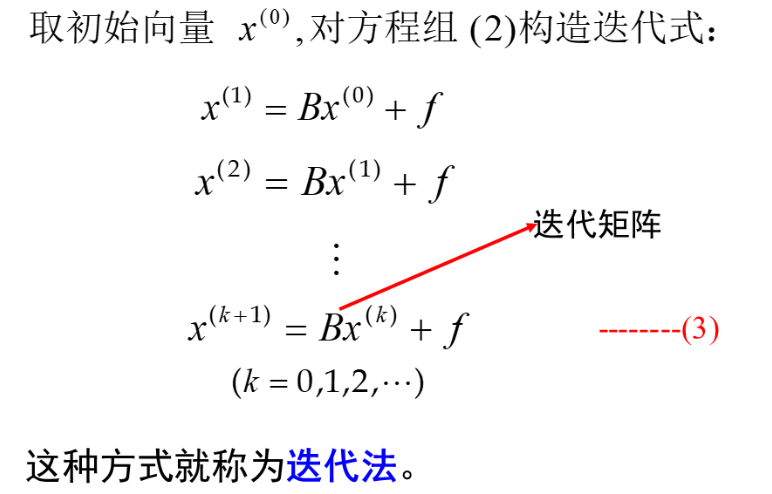 取初始向量 x^(0),对方程组 (2)构造迭代式：
x^(1) = Bx^(0) + f
x^(2) = Bx^(1) + f
迭代矩阵
⋮
x^(k+1) = Bx^(k) + f --------(3)
(k = 0,1,2,⋯)
这种方式就称为迭代法。